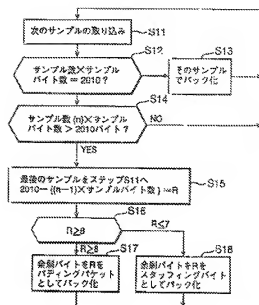 S11
次のサンプルの取り込み
S12
サンプル数×サンプル
バイト数 = 2010?
S13
そのサンプル
でパック化
S14
サンプル数(n)×サンプル
バイト数 > 2010バイト?
NO
YES
最後のサンプルをステップS11へ
2010-{(n-1)×サンプルバイト数}=R
S15
S16
R≧8
R≦7
R≧8
S17
S18
余剰バイトをRを
パディングパケット
としてパック化
余剰バイトをRを
スタッフィングバイト
としてパック化